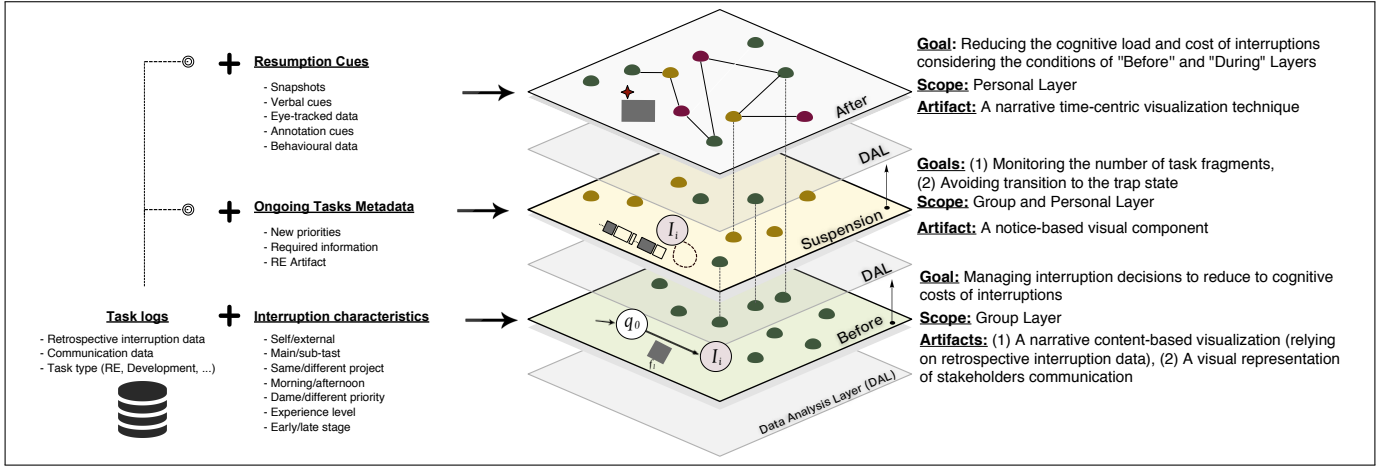 Resumption Cues
- Snapshots
- Verbal cues
- Eye-tracked data
- Annotation cues
- Behavioural data
After
Goal: Reducing the cognitive load and cost of interruptions
considering the conditions of "Before" and "During" Layers
Scope: Personal Layer
Artifact: A narrative time-centric visualization technique
DAL
Ongoing Tasks Metadata
- New priorities
- Required information
- RE Artifact
I_i
Suspension
Goals: (1) Monitoring the number of task fragments,
(2) Avoiding transition to the trap state
Scope: Group and Personal Layer
Artifact: A notice-based visual component
DAL
Task logs
- Retrospective interruption data
- Communication data
- Task type (RE, Development, ...)
Interruption characteristics
- Self/external
- Main/sub-tast
- Same/different project
- Morning/afternoon
- Dame/different priority
- Experience level
- Early/late stage
q_0
I_i
Before
Goal: Managing interruption decisions to reduce to cognitive
costs of interruptions
Scope: Group Layer
Artifacts: (1) A narrative content-based visualization (relying
on retrospective interruption data), (2) A visual representation
of stakeholders communication
Data Analysis Layer (DAL)